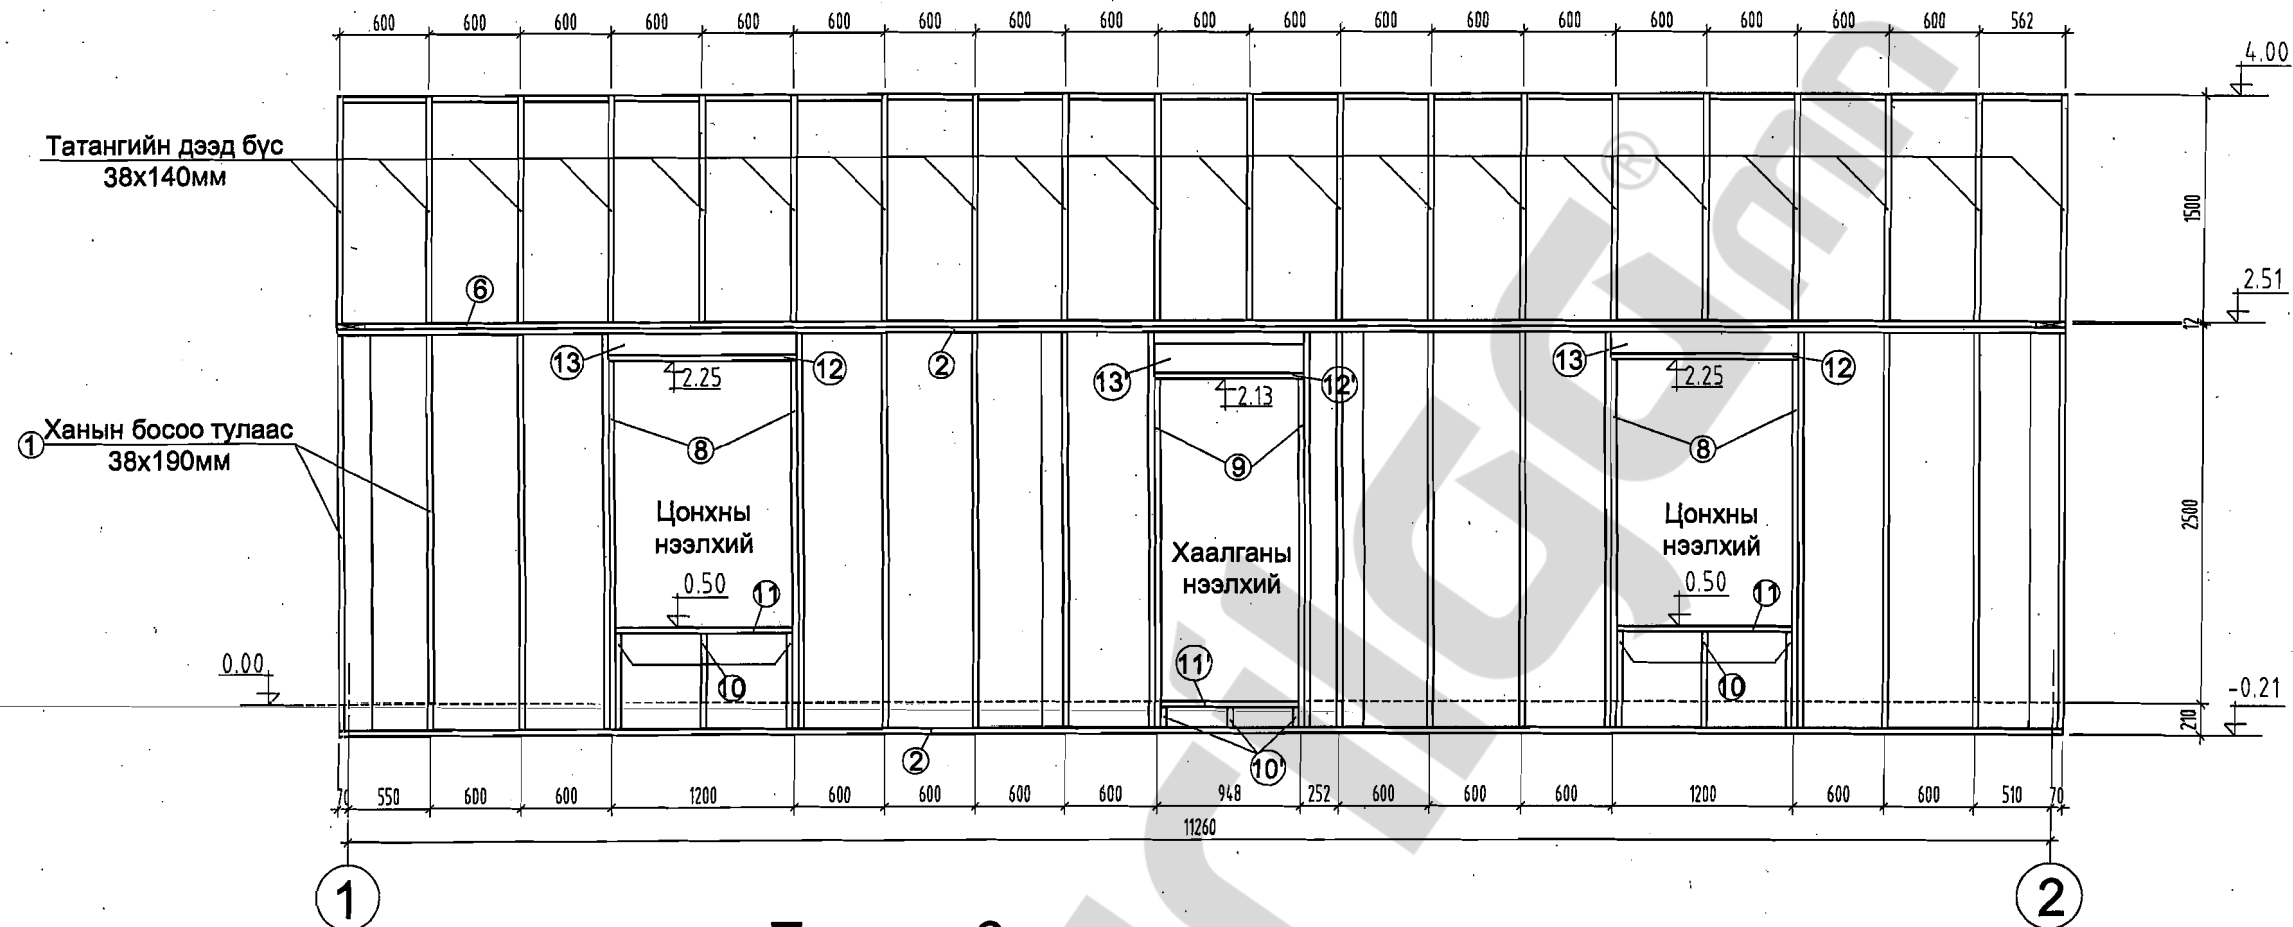 600 600 600 600 600 600 600 600 600 600 600 600 600 600 600 600 600 600 562
4.00
Татангийн дээд бүс
38х140мм
®
1500
6
2.51
12
13 12 2 13' 12' 13 12
2.25 2.13 2.25
1 Ханын босоо тулаас
38х190мм
8 9 8
2500
Цонхны
нээлхий
Хаалганы
нээлхий
Цонхны
нээлхий
0.50 11 0.50 11
0.00 10 11' 10 -0.21
210
2 10'
70 550 600 600 1200 600 600 600 600 948 252 600 600 600 1200 600 600 510 70
11260
1 2